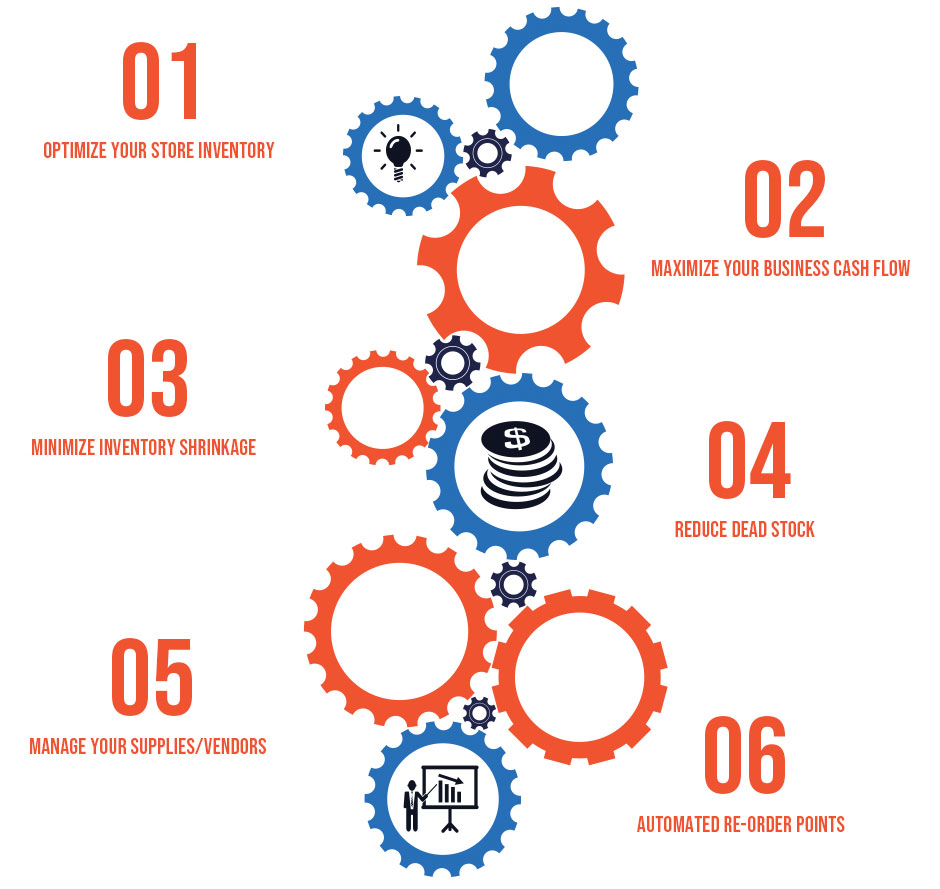 01
OPTIMIZE YOUR STORE INVENTORY
02
MAXIMIZE YOUR BUSINESS CASH FLOW
03
MINIMIZE INVENTORY SHRINKAGE
$
04
REDUCE DEAD STOCK
05
MANAGE YOUR SUPPLIES/VENDORS
06
AUTOMATED RE-ORDER POINTS